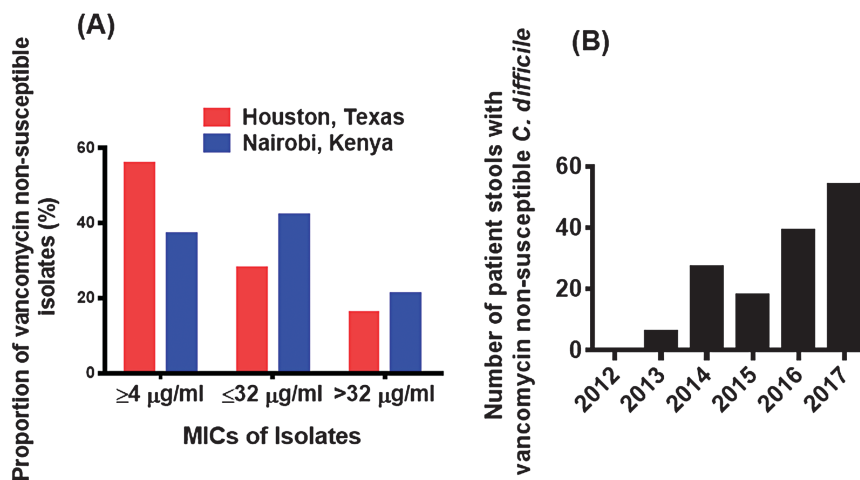 (A)
Proportion of vancomycin non-susceptible
isolates (%)
Houston, Texas
Nairobi, Kenya
60
40
20
0
≥4 µg/ml
≤32 µg/ml
>32 µg/ml
MICs of Isolates
(B)
Number of patient stools with
vancomycin non-susceptible C. difficile
60
40
20
0
2012
2013
2014
2015
2016
2017